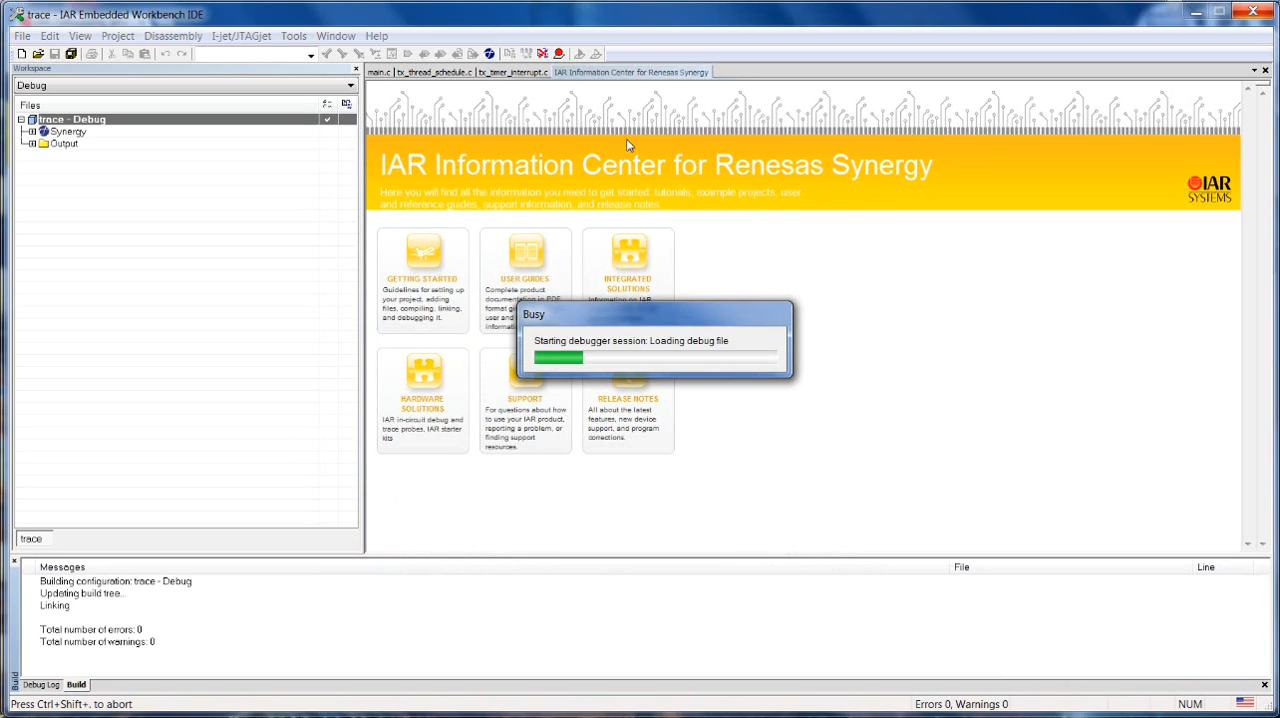 trace - IAR Embedded Workbench IDE
File Edit View Project Disassembly I-jet/JTAGjet Tools Window Help
Workspace
main.c tx_thread_schedule.c tx_timer_interrupt.c IAR Information Center for Renesas Synergy
Debug
Files
trace - Debug
Synergy
Output
IAR Information Center for Renesas Synergy
Here you will find all the information you need to get started: tutorials, example projects, user
and reference guides, support information, and release notes.
IAR
SYSTEMS
GETTING STARTED
Guidelines for setting up
your project, adding
files, compiling, linking,
and debugging it.
USER GUIDES
Complete product
documentation in PDF
INTEGRATED
SOLUTIONS
Busy
Starting debugger session: Loading debug file
HARDWARE
SOLUTIONS
IAR in-circuit debug and
trace probes, IAR starter
kits
SUPPORT
For questions about how
to use your IAR product,
reporting a problem, or
finding support
resources.
RELEASE NOTES
All about the latest
features, new device
support, and program
corrections.
trace
Messages File Line
Building configuration: trace - Debug
Updating build tree...
Linking
Total number of errors: 0
Total number of warnings: 0
Build
Debug Log Build
Press Ctrl+Shift+. to abort Errors 0, Warnings 0 NUM